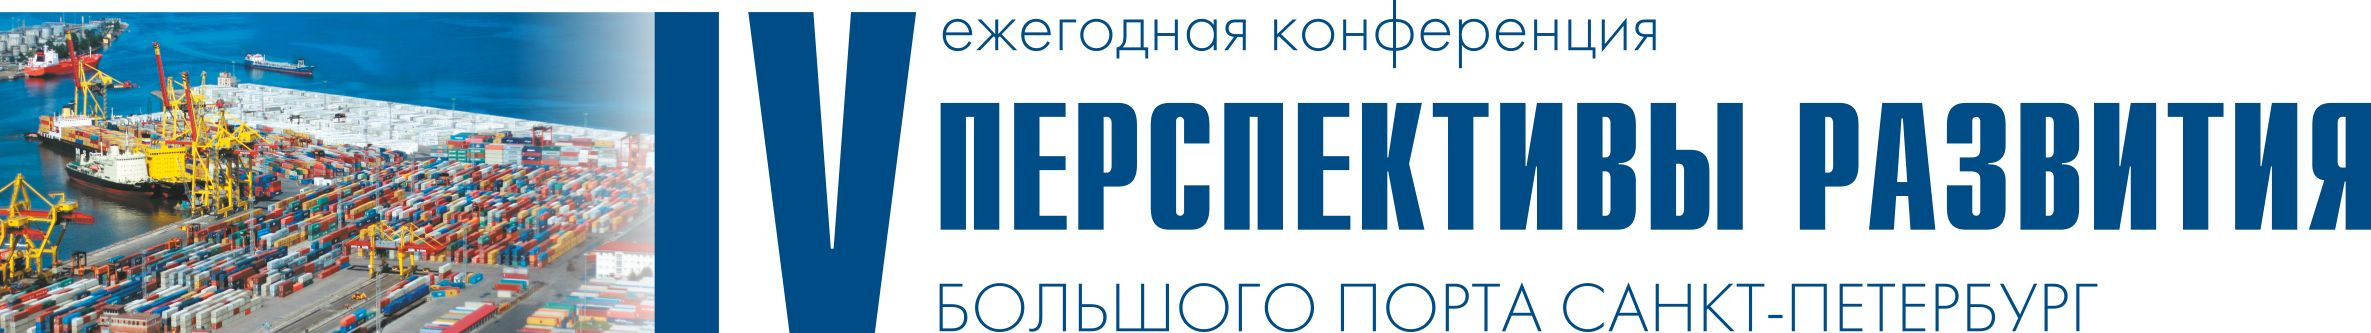 IV
ежегодная конференция
ПЕРСПЕКТИВЫ РАЗВИТИЯ
БОЛЬШОГО ПОРТА САНКТ-ПЕТЕРБУРГ